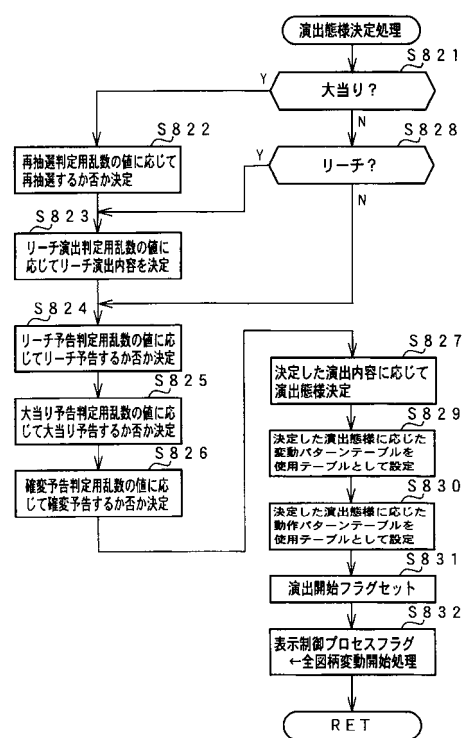 演出態様決定処理
S821
大当り?
Y
N
S822
再抽選判定用乱数の値に応じて
再抽選するか否か決定
S828
リーチ?
Y
N
S823
リーチ演出判定用乱数の値に
応じてリーチ演出内容を決定
S824
リーチ予告判定用乱数の値に応
じてリーチ予告するか否か決定
S825
大当り予告判定用乱数の値に応
じて大当り予告するか否か決定
S826
確変予告判定用乱数の値に応
じて確変予告するか否か決定
S827
決定した演出内容に応じて
演出態様決定
S829
決定した演出態様に応じた
変動パターンテーブルを
使用テーブルとして設定
S830
決定した演出態様に応じた
動作パターンテーブルを
使用テーブルとして設定
S831
演出開始フラグセット
S832
表示制御プロセスフラグ
←全図柄変動開始処理
RET